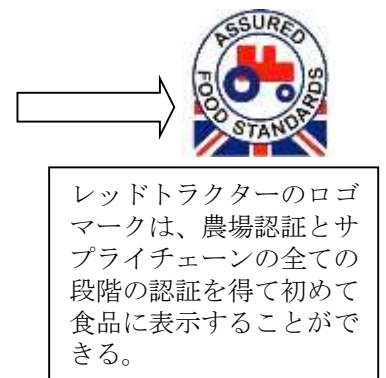 ASSURED
FOOD STANDARDS
レッドトラクターのロゴ
マークは、農場認証とサ
プライチェーンの全ての
段階の認証を得て初めて
食品に表示することがで
きる。